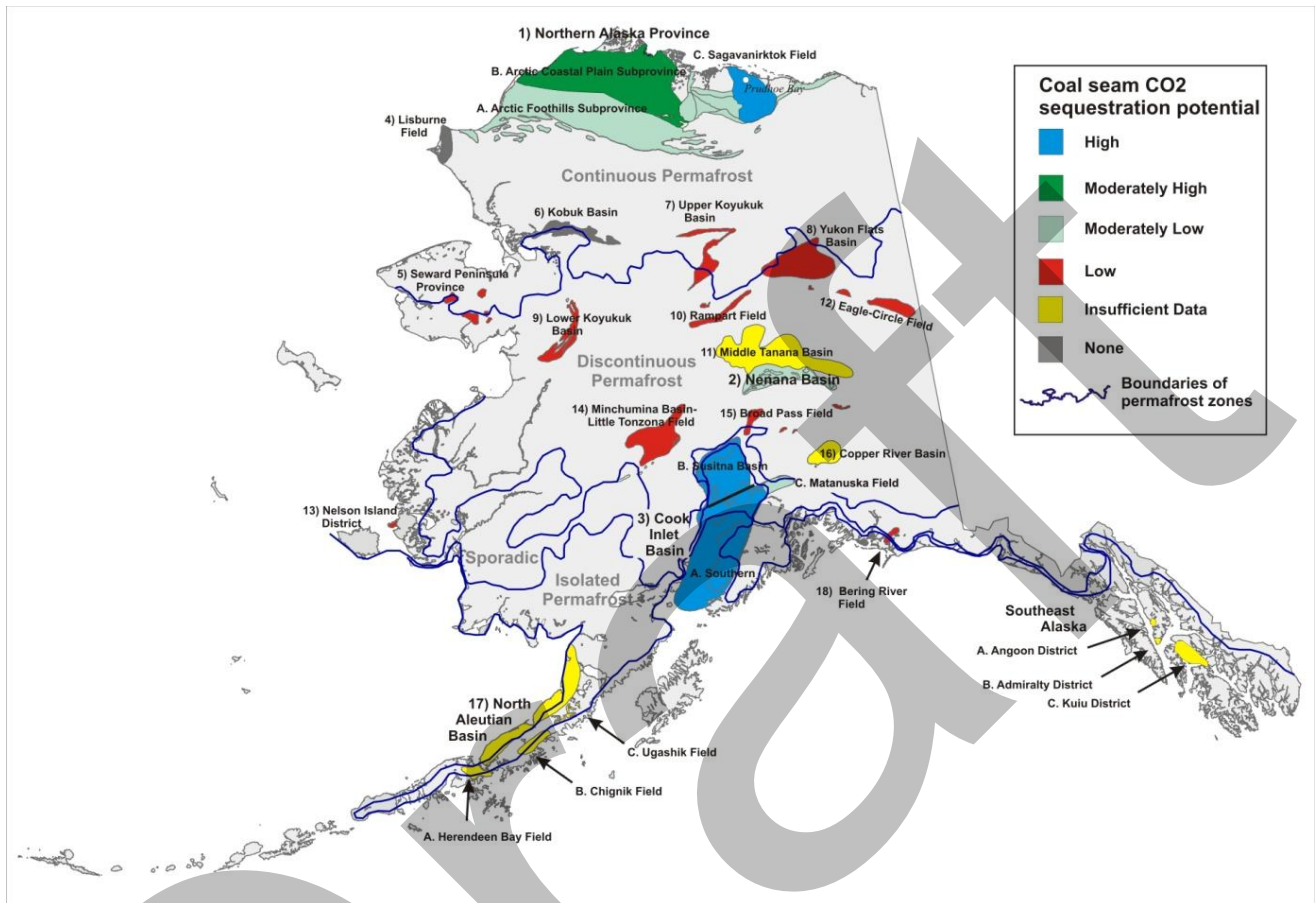 1) Northern Alaska Province
C. Sagavanirktok Field
B. Arctic Coastal Plain Subprovince
Prudhoe Bay
A. Arctic Foothills Subprovince
4) Lisburne
Field
Continuous Permafrost
6) Kobuk Basin
7) Upper Koyukuk
Basin
8) Yukon Flats
Basin
5) Seward Peninsula
Province
9) Lower Koyukuk
Basin
10) Rampart Field
12) Eagle-Circle Field
11) Middle Tanana Basin
Discontinuous
Permafrost
2) Nenana Basin
14) Minchumina Basin-
Little Tonzona Field
15) Broad Pass Field
B. Susitna Basin
16) Copper River Basin
C. Matanuska Field
13) Nelson Island
District
3) Cook
Inlet
Basin
Sporadic
A. Southern
Isolated
Permafrost
18) Bering River
Field
Southeast
Alaska
A. Angoon District
B. Admiralty District
C. Kuiu District
17) North
Aleutian
Basin
C. Ugashik Field
B. Chignik Field
A. Herendeen Bay Field
Coal seam CO2
sequestration potential
High
Moderately High
Moderately Low
Low
Insufficient Data
None
Boundaries of
permafrost zones